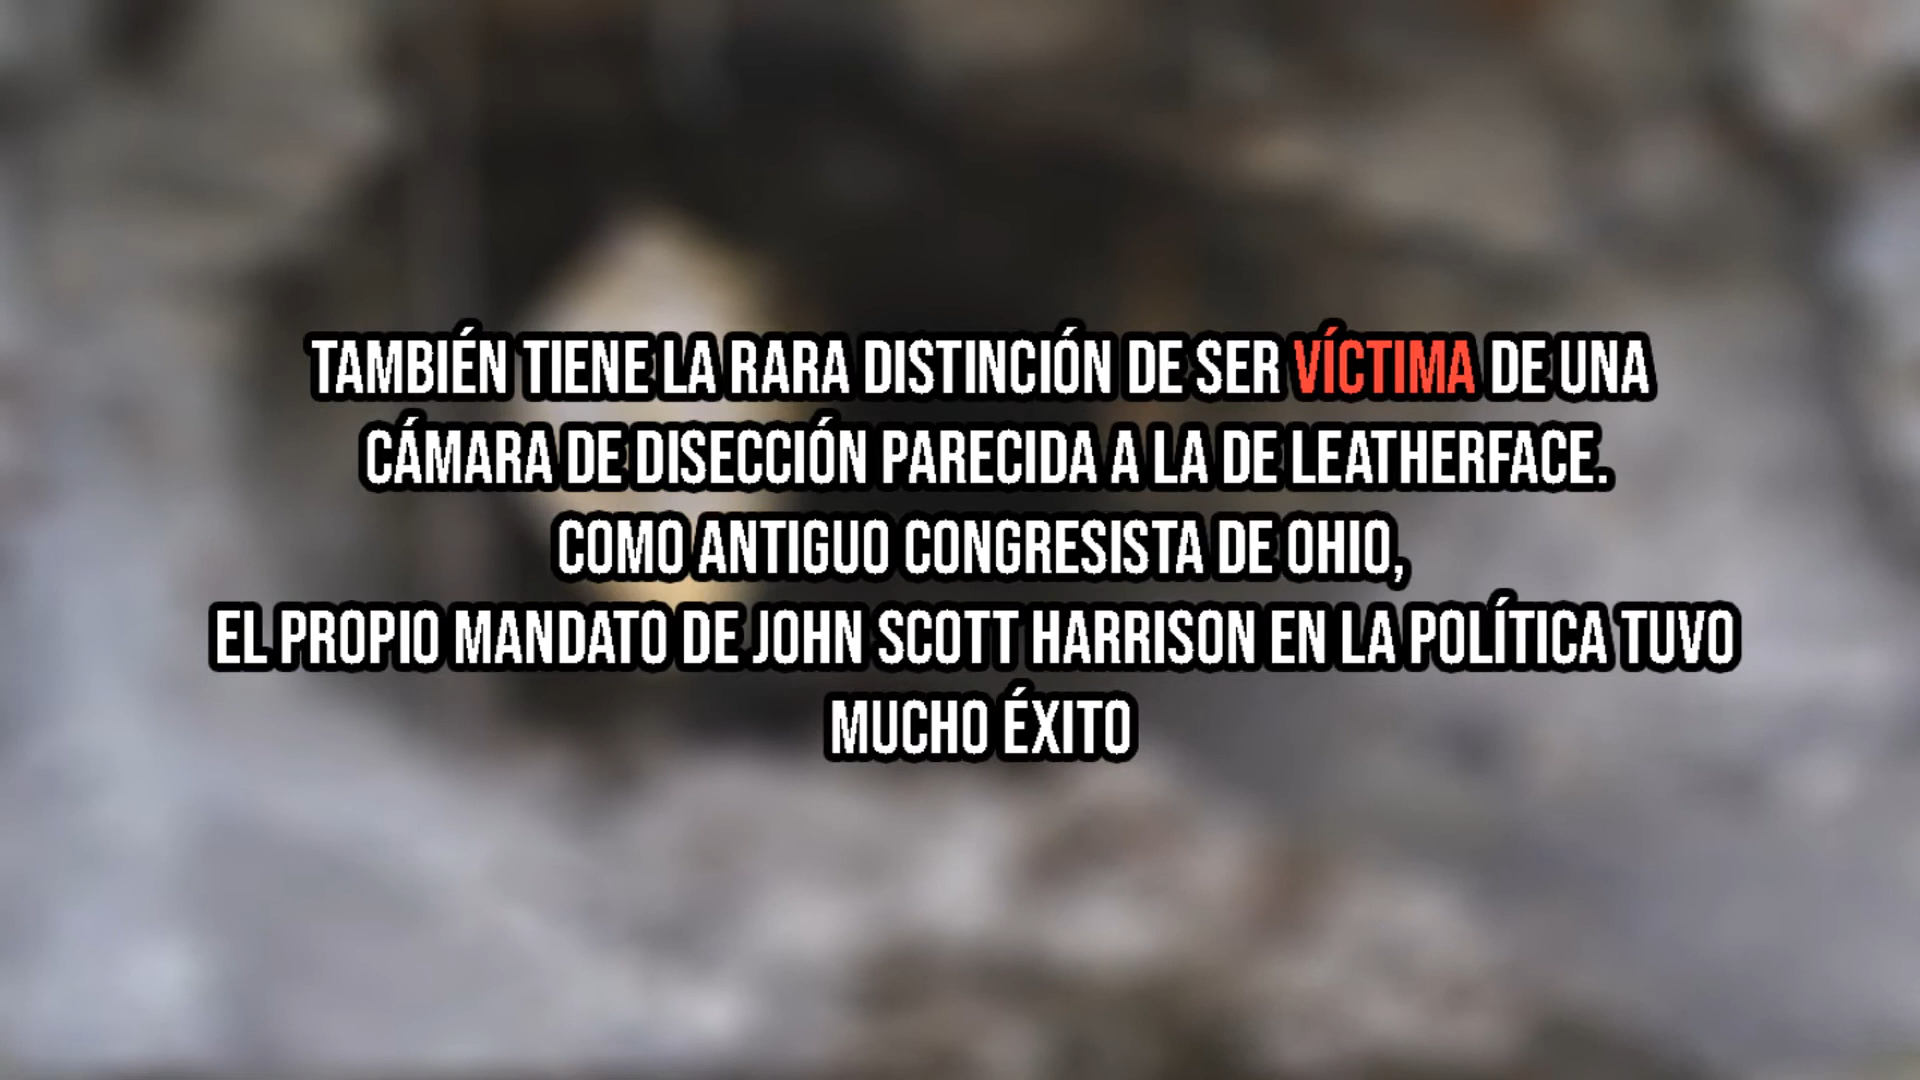 TAMBIÉN TIENE LA RARA DISTINCIÓN DE SER VÍCTIMA DE UNA
CÁMARA DE DISECCIÓN PARECIDA A LA DE LEATHERFACE.
COMO ANTIGUO CONGRESISTA DE OHIO,
EL PROPIO MANDATO DE JOHN SCOTT HARRISON EN LA POLÍTICA TUVO
MUCHO ÉXITO